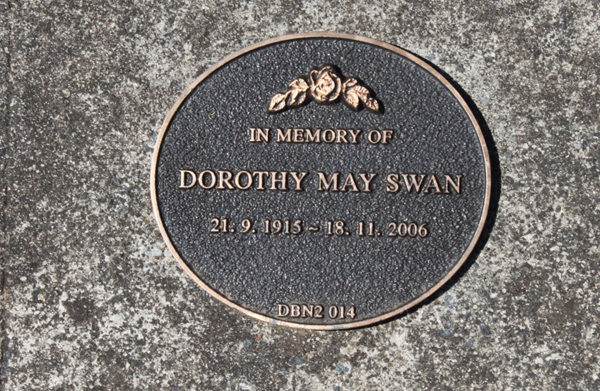 IN MEMORY OF
DOROTHY MAY SWAN
21. 9. 1915 ~ 18. 11. 2006
DBN2 014